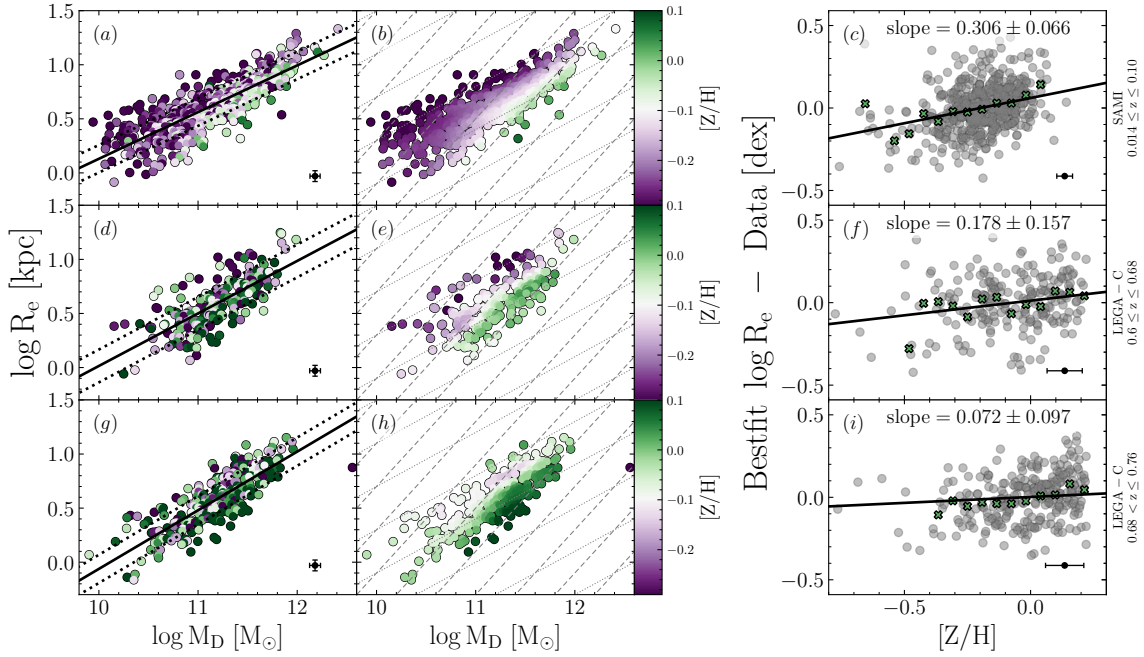 (a)
1.5
1.0
0.5
0.0
(b)
0.1
0.0
−0.1
−0.2
[Z/H]
(c)
slope = 0.306 ± 0.066
0.5
0.0
−0.5
SAMI
0.014 ≤ z ≤ 0.10
(d)
1.5
1.0
0.5
0.0
(e)
0.1
0.0
−0.1
−0.2
[Z/H]
(f)
slope = 0.178 ± 0.157
0.5
0.0
−0.5
LEGA − C
0.6 ≤ z ≤ 0.68
(g)
1.5
1.0
0.5
0.0
(h)
0.1
0.0
−0.1
−0.2
[Z/H]
(i)
slope = 0.072 ± 0.097
0.5
0.0
−0.5
LEGA − C
0.68 < z ≤ 0.76
log Re [kpc]
Bestfit log Re − Data [dex]
10 11 12
10 11 12
−0.5 0.0
log MD [M⊙]
log MD [M⊙]
[Z/H]